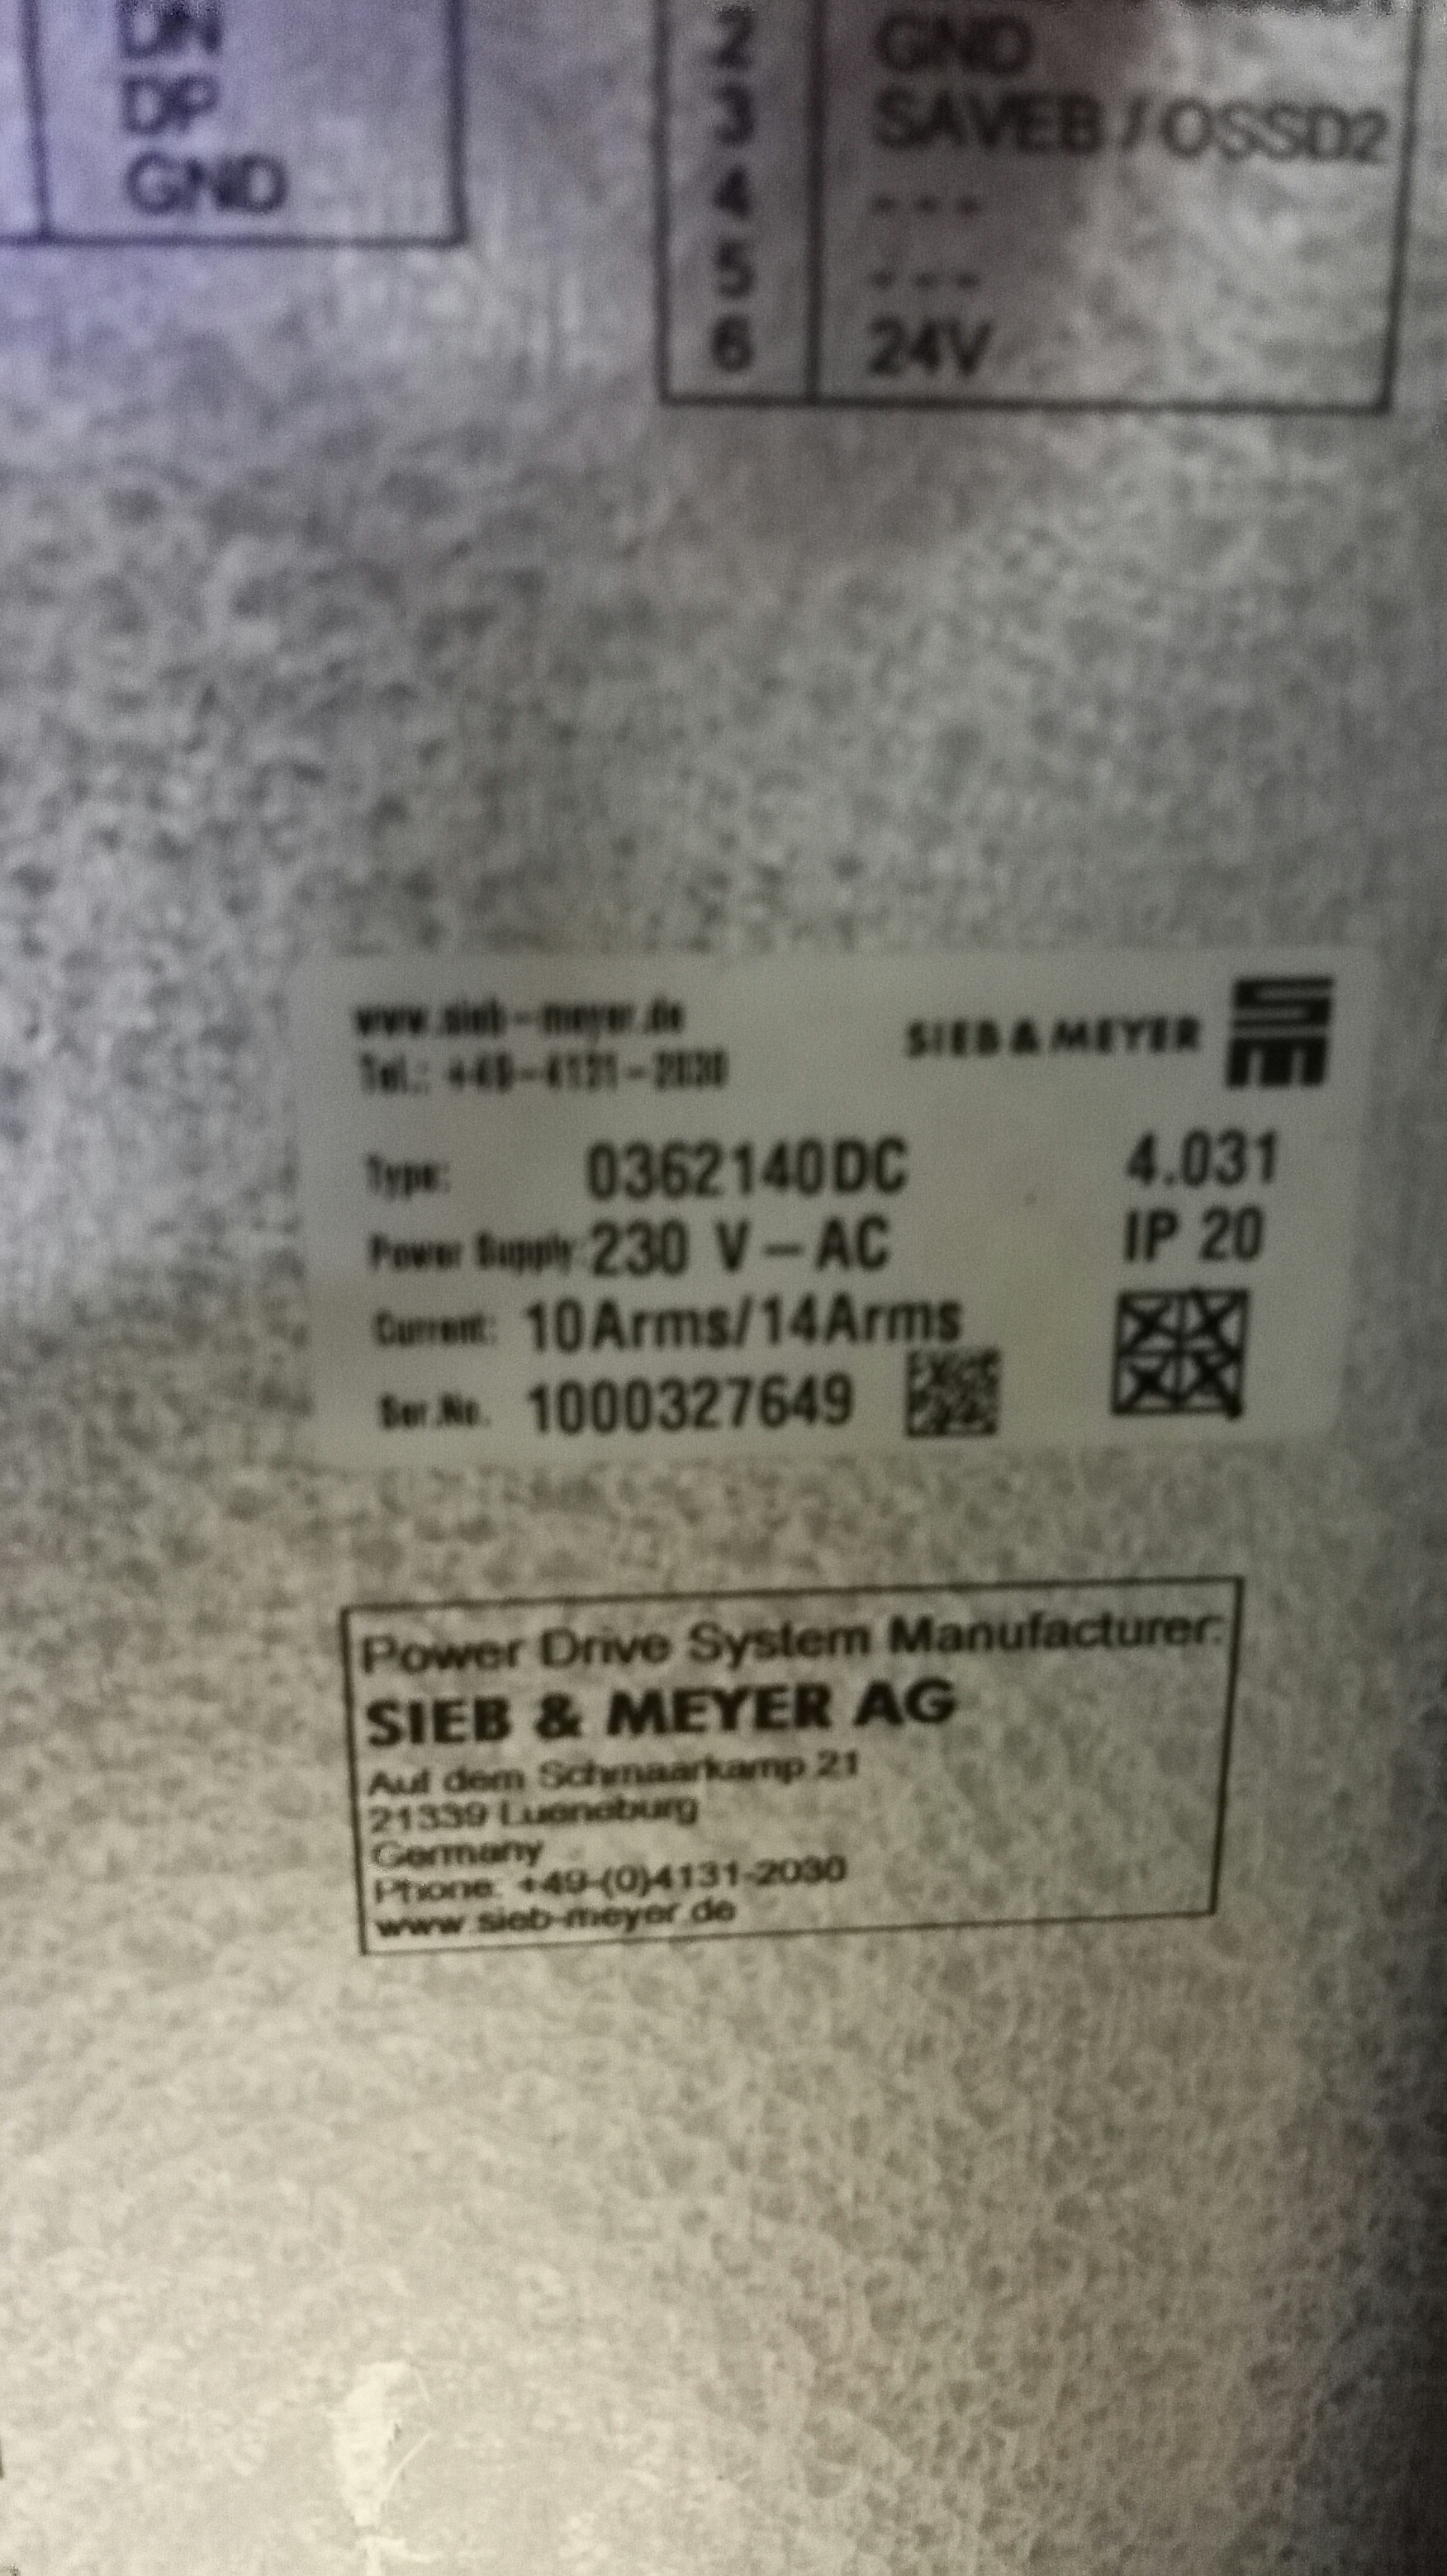 DN
DP
GND
2 GND
3 SAVEB / OSSD2
4 ---
5 ---
6 24V
www.sieb-meyer.de
Tel.: +49-4131-2030
SIEB & MEYER
Type: 0362140DC 4.031
Power Supply: 230 V – AC IP 20
Current: 10Arms/14Arms
Ser.No. 1000327649
Power Drive System Manufacturer:
SIEB & MEYER AG
Auf dem Schmaarkamp 21
21339 Lueneburg
Germany
Phone: +49-(0)4131-2030
www.sieb-meyer.de